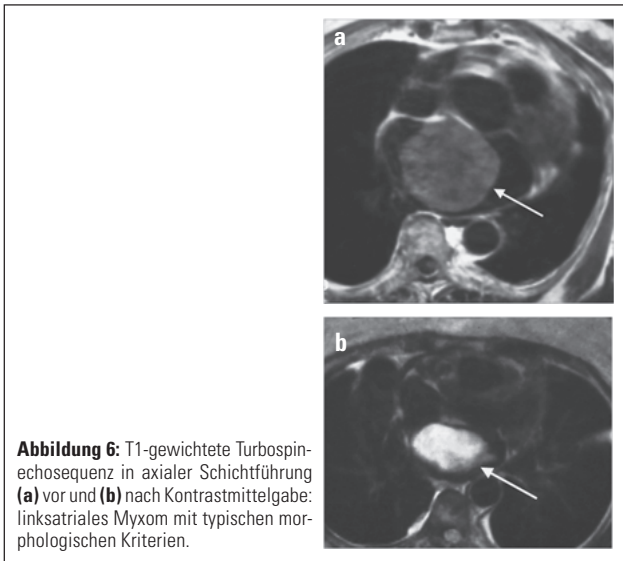 a
b
Abbildung 6: T1-gewichtete Turbospin-
echosequenz in axialer Schichtführung
(a) vor und (b) nach Kontrastmittelgabe:
linksatriales Myxom mit typischen mor-
phologischen Kriterien.